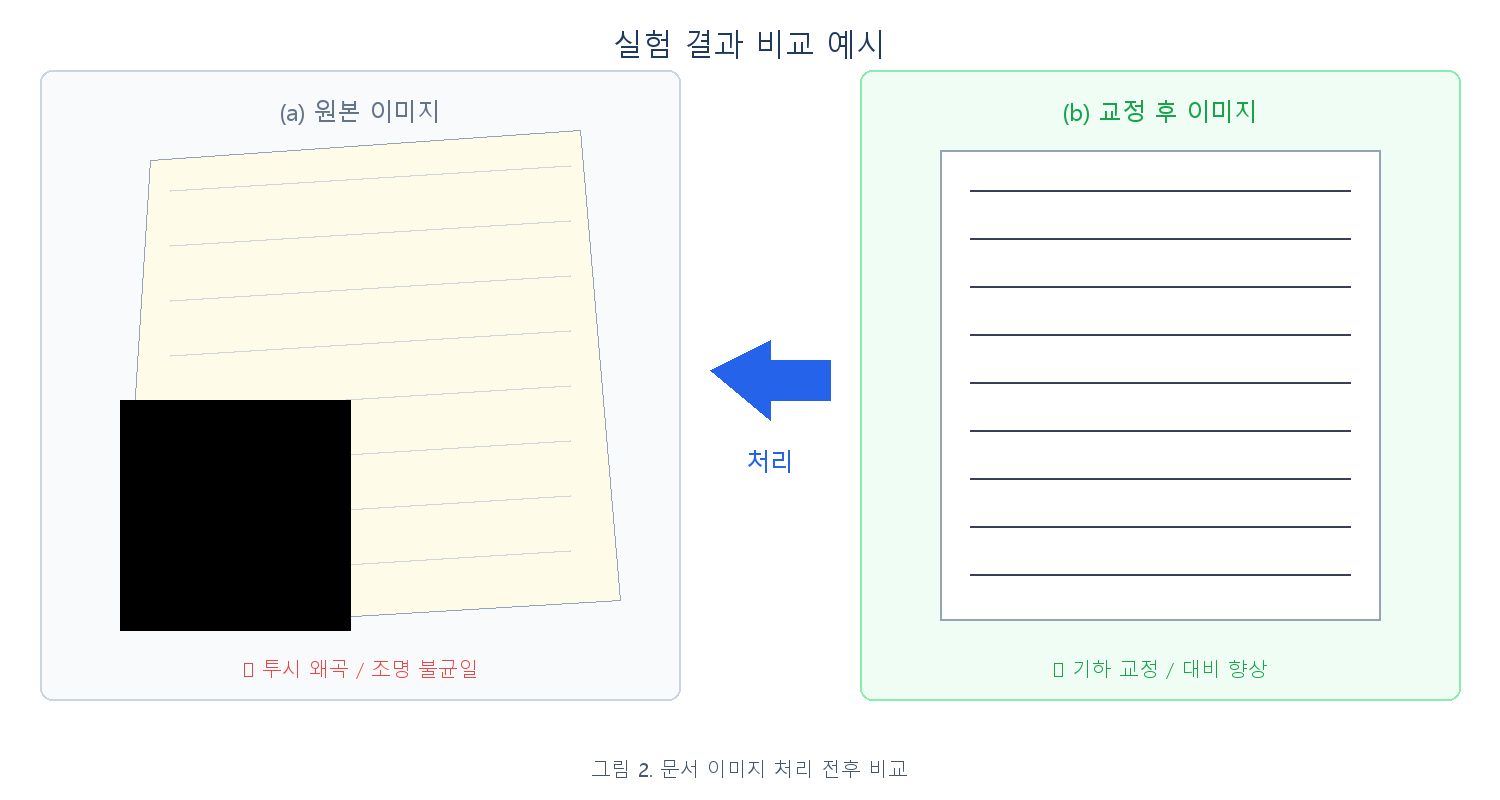 실험 결과 비교 예시
(a) 원본 이미지
(b) 교정 후 이미지
처리
투시 왜곡 / 조명 불균일
기하 교정 / 대비 향상
그림 2. 문서 이미지 처리 전후 비교